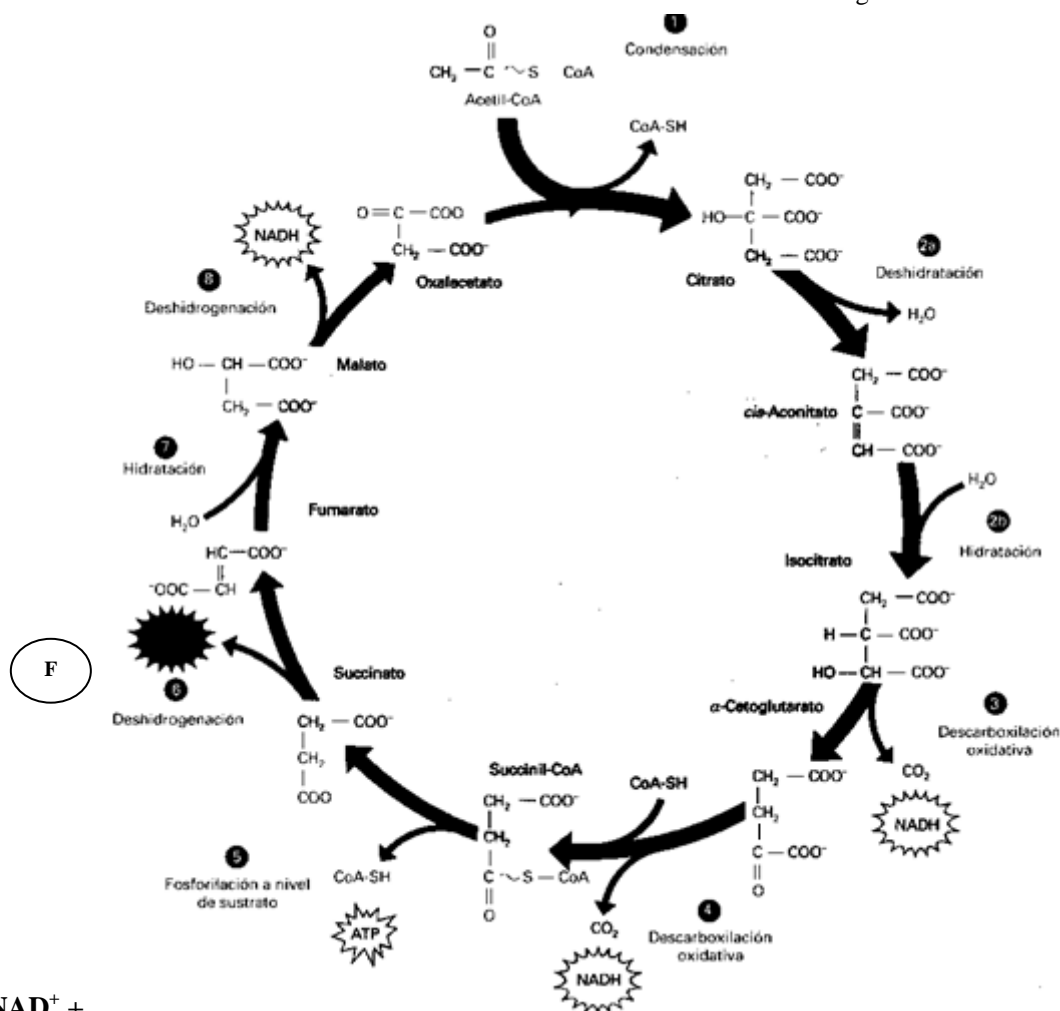 1
Condensación
O
CH₃ — C ~ S CoA
Acetil-CoA
CoA-SH
CH₂ — COO⁻
HO—C — COO⁻
CH₂ — COO⁻
Citrato
2a
Deshidratación
H₂O
CH₂ — COO⁻
C — COO⁻
CH — COO⁻
cis-Aconitato
H₂O
2b
Hidratación
Isocitrato
CH₂ — COO⁻
H — C — COO⁻
HO — CH — COO⁻
3
Descarboxilación
oxidativa
CO₂
NADH
α-Cetoglutarato
CH₂ — COO⁻
CH₂
C — COO⁻
O
CoA-SH
4
Descarboxilación
oxidativa
CO₂
NADH
Succinil-CoA
CH₂ — COO⁻
CH₂
C ~ S — CoA
O
5
Fosforilación a nivel
de sustrato
CoA-SH
ATP
Succinato
CH₂ — COO⁻
CH₂
COO
6
Deshidrogenación
F
Fumarato
HC — COO⁻
⁻OOC — CH
7
Hidratación
H₂O
Malato
HO — CH — COO⁻
CH₂ — COO⁻
8
Deshidrogenación
NADH
O = C — COO
CH₂ — COO⁻
Oxalacetato
NAD⁺ +